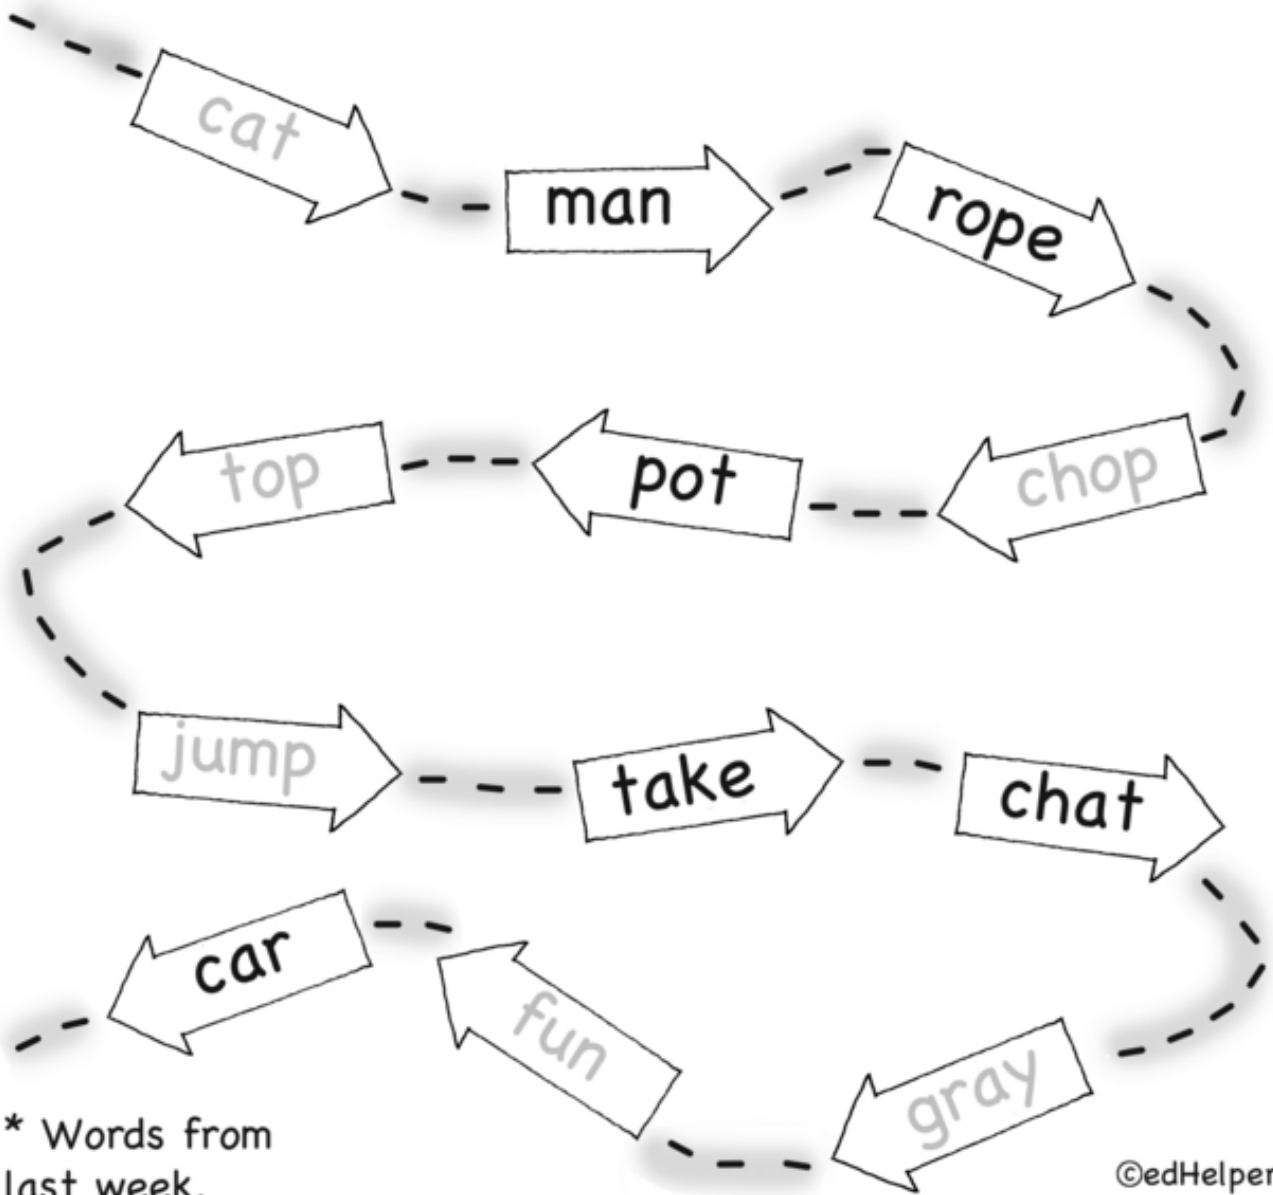 cat
man
rope
chop
pot
top
jump
take
chat
gray
fun
car
* Words from
last week.
©edHelper